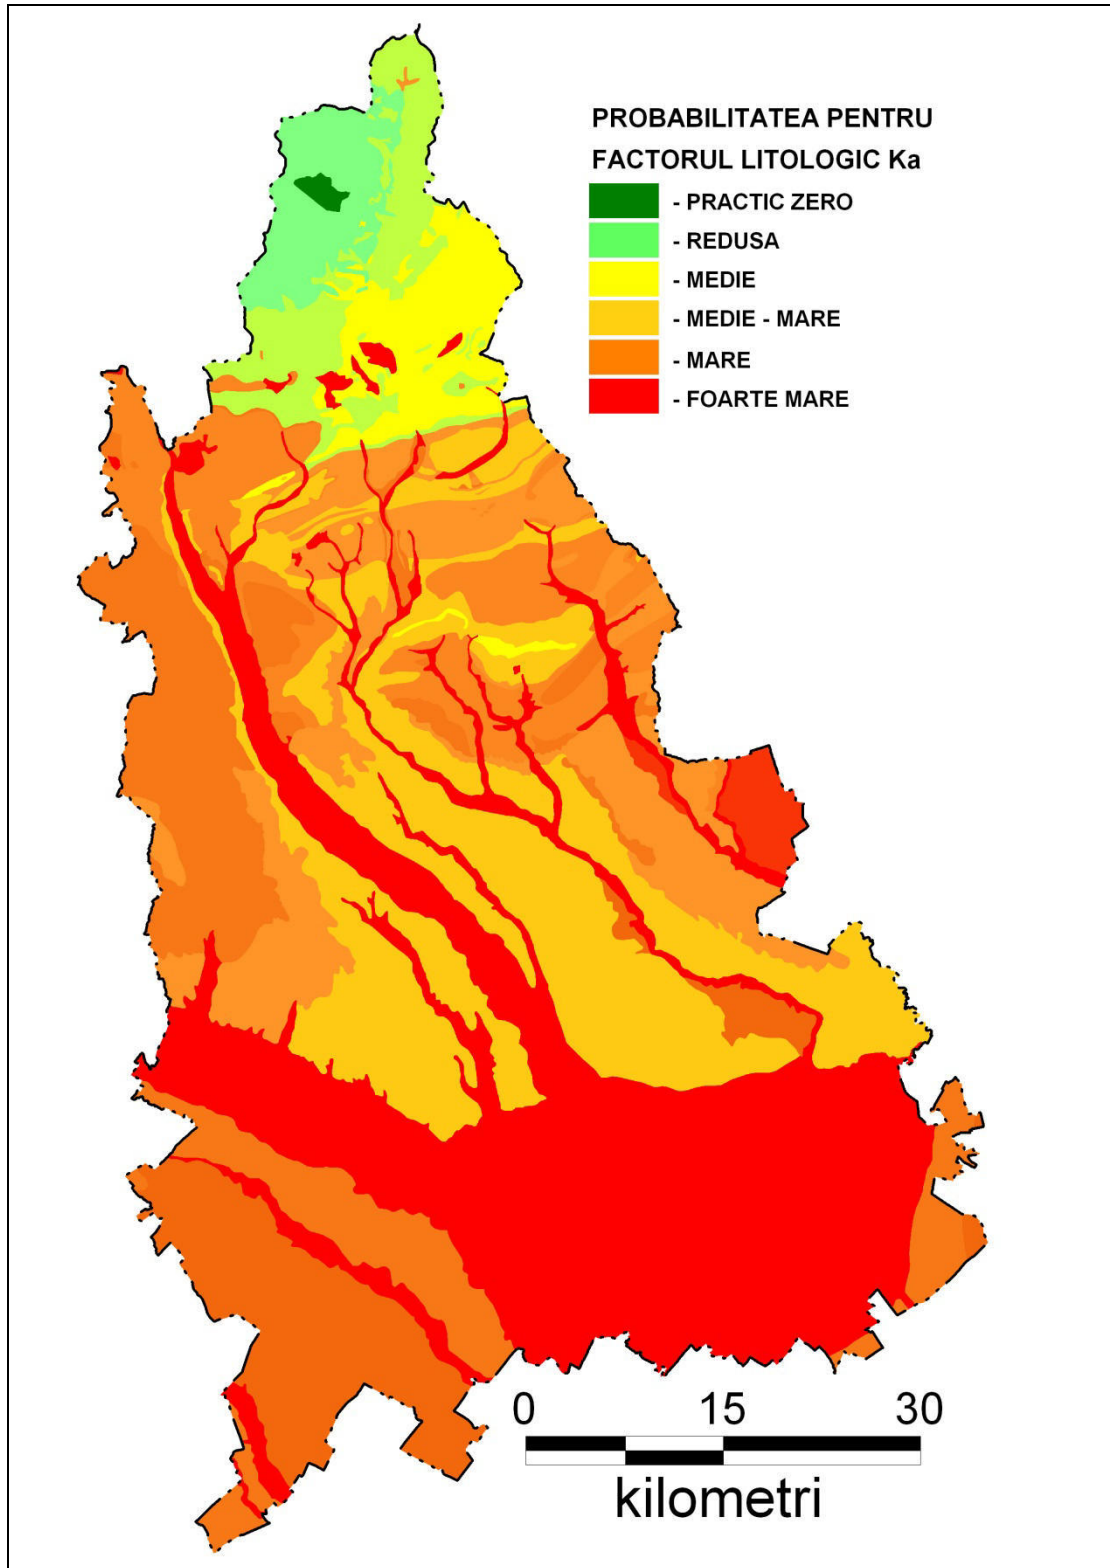 PROBABILITATEA PENTRU
FACTORUL LITOLOGIC Ka
- PRACTIC ZERO
- REDUSA
- MEDIE
- MEDIE - MARE
- MARE
- FOARTE MARE
0 15 30
kilometri